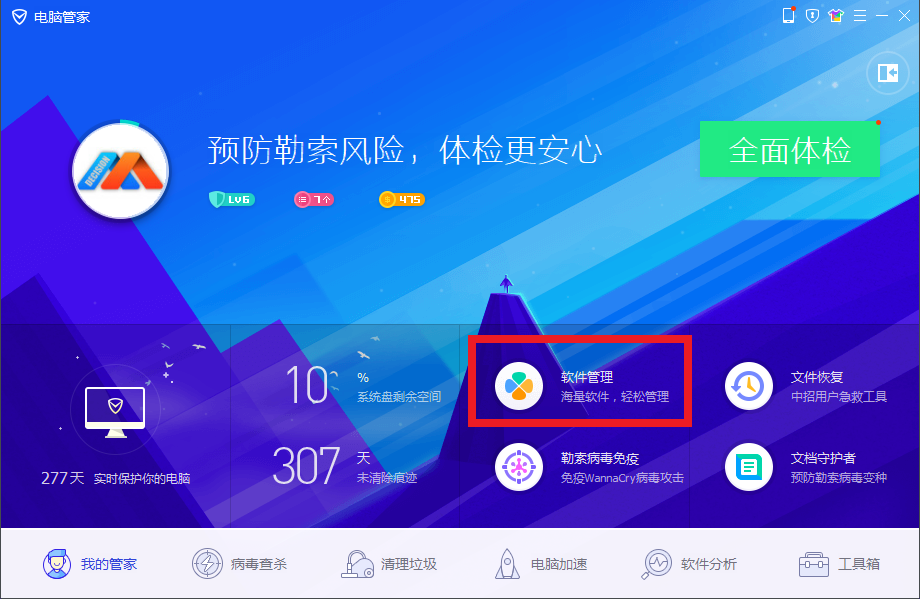 电脑管家
预防勒索风险，体检更安心
全面体检
DECISION
LV6
7个
475
10 %
系统盘剩余空间
软件管理
海量软件，轻松管理
文件恢复
中招用户急救工具
307 天
未清除痕迹
勒索病毒免疫
免疫WannaCry病毒攻击
文档守护者
预防勒索病毒变种
277天 实时保护你的电脑
我的管家
病毒查杀
清理垃圾
电脑加速
软件分析
工具箱